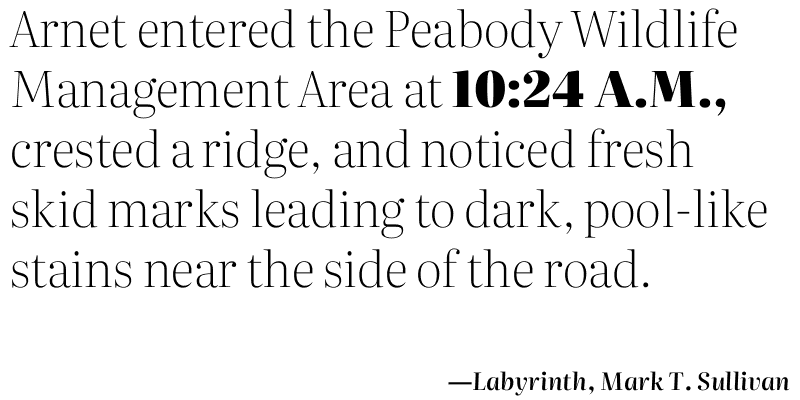 Arnet entered the Peabody Wildlife
Management Area at 10:24 A.M.,
crested a ridge, and noticed fresh
skid marks leading to dark, pool-like
stains near the side of the road.
—Labyrinth, Mark T. Sullivan